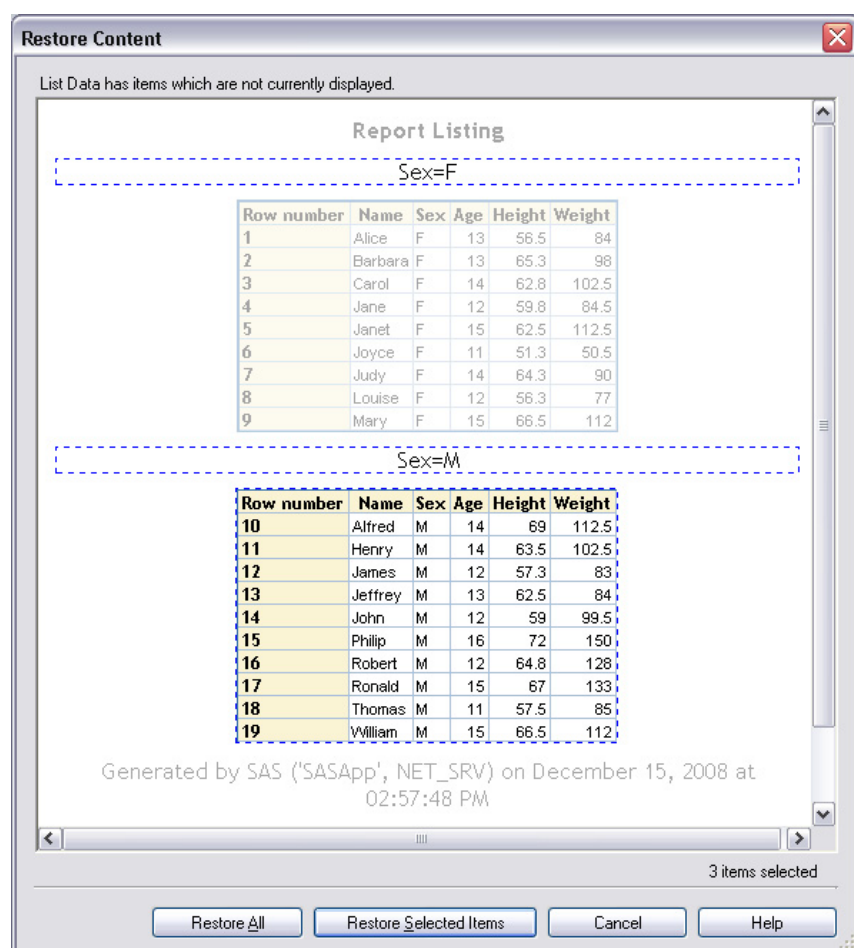 Restore Content
List Data has items which are not currently displayed.
Report Listing
Sex=F
Row number Name Sex Age Height Weight
1 Alice F 13 56.5 84
2 Barbara F 13 65.3 98
3 Carol F 14 62.8 102.5
4 Jane F 12 59.8 84.5
5 Janet F 15 62.5 112.5
6 Joyce F 11 51.3 50.5
7 Judy F 14 64.3 90
8 Louise F 12 56.3 77
9 Mary F 15 66.5 112
Sex=M
Row number Name Sex Age Height Weight
10 Alfred M 14 69 112.5
11 Henry M 14 63.5 102.5
12 James M 12 57.3 83
13 Jeffrey M 13 62.5 84
14 John M 12 59 99.5
15 Philip M 16 72 150
16 Robert M 12 64.8 128
17 Ronald M 15 67 133
18 Thomas M 11 57.5 85
19 William M 15 66.5 112
Generated by SAS ('SASApp', NET_SRV) on December 15, 2008 at
02:57:48 PM
3 items selected
Restore All Restore Selected Items Cancel Help